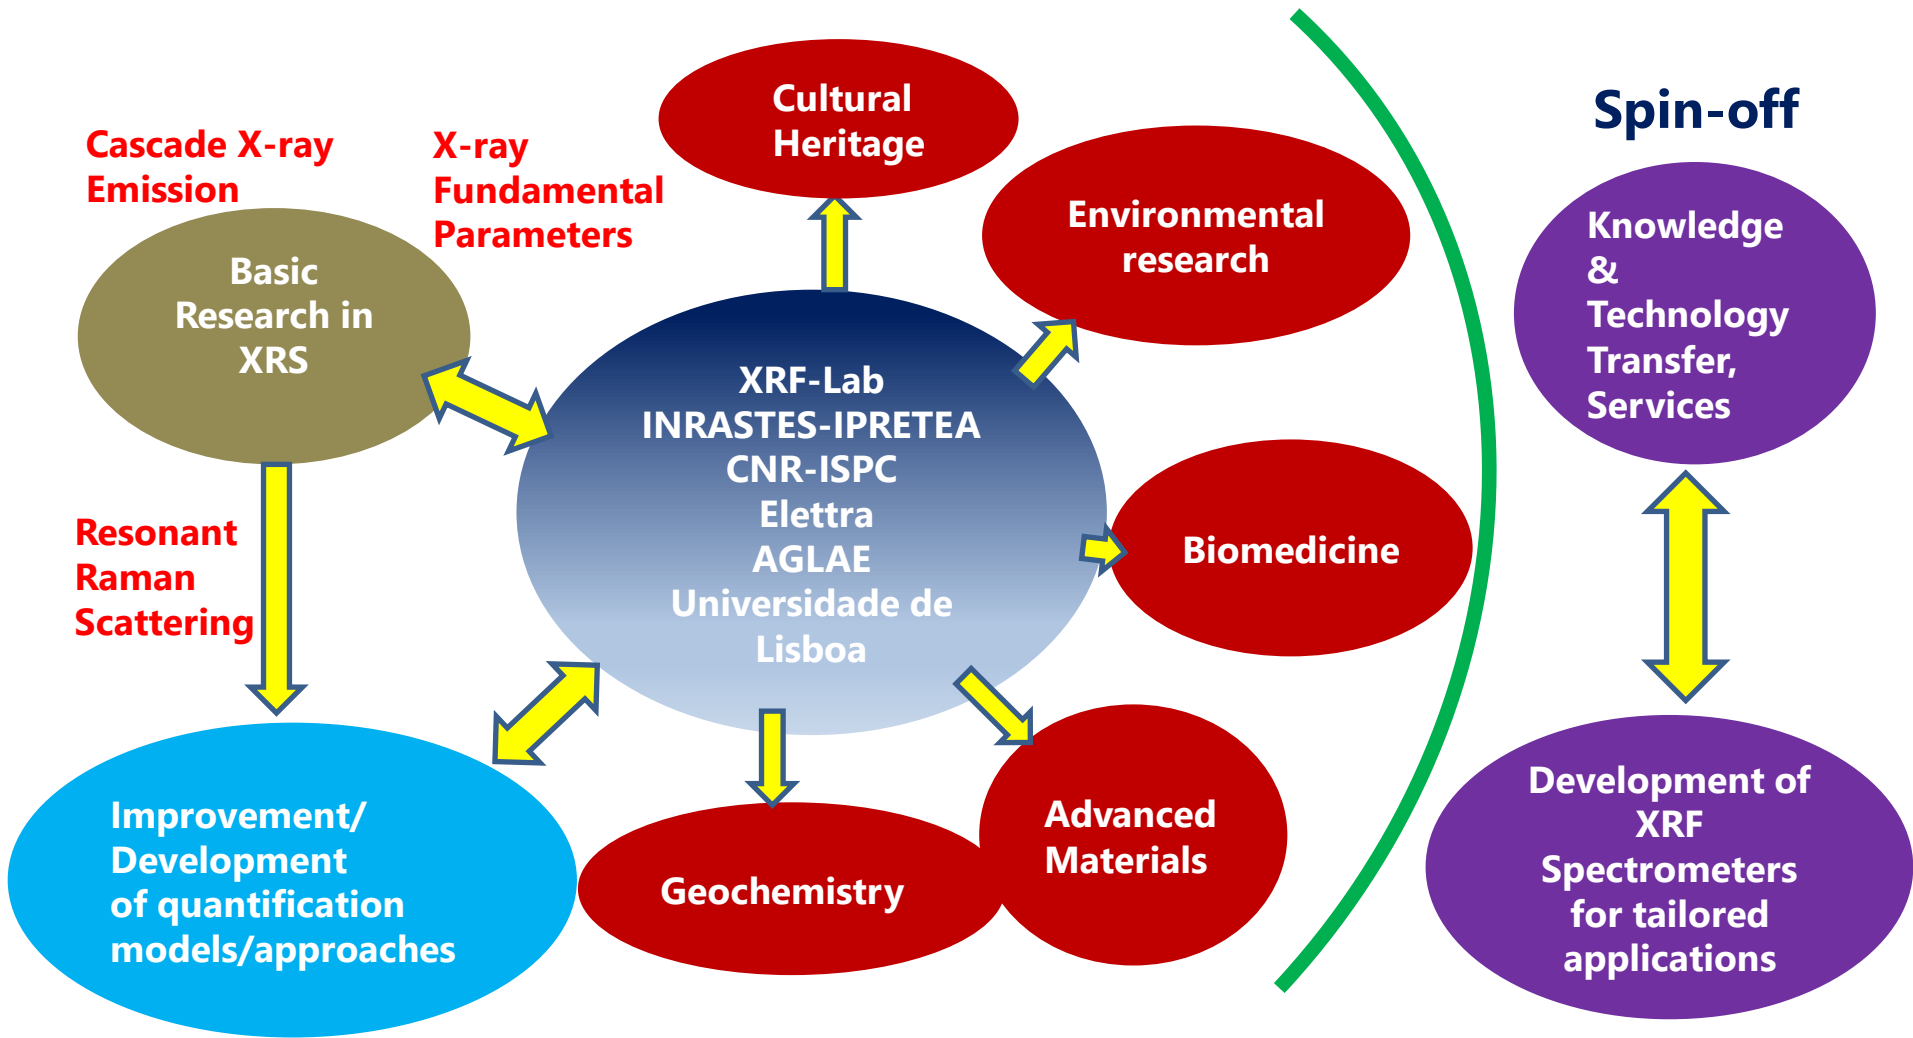 Cascade X-ray
Emission
X-ray
Fundamental
Parameters
Cultural
Heritage
Environmental
research
Spin-off
Knowledge
&
Technology
Transfer,
Services
Basic
Research in
XRS
XRF-Lab
INRASTES-IPRETEA
CNR-ISPC
Elettra
AGLAE
Universidade de
Lisboa
Biomedicine
Resonant
Raman
Scattering
Improvement/
Development
of quantification
models/approaches
Geochemistry
Advanced
Materials
Development of
XRF
Spectrometers
for tailored
applications